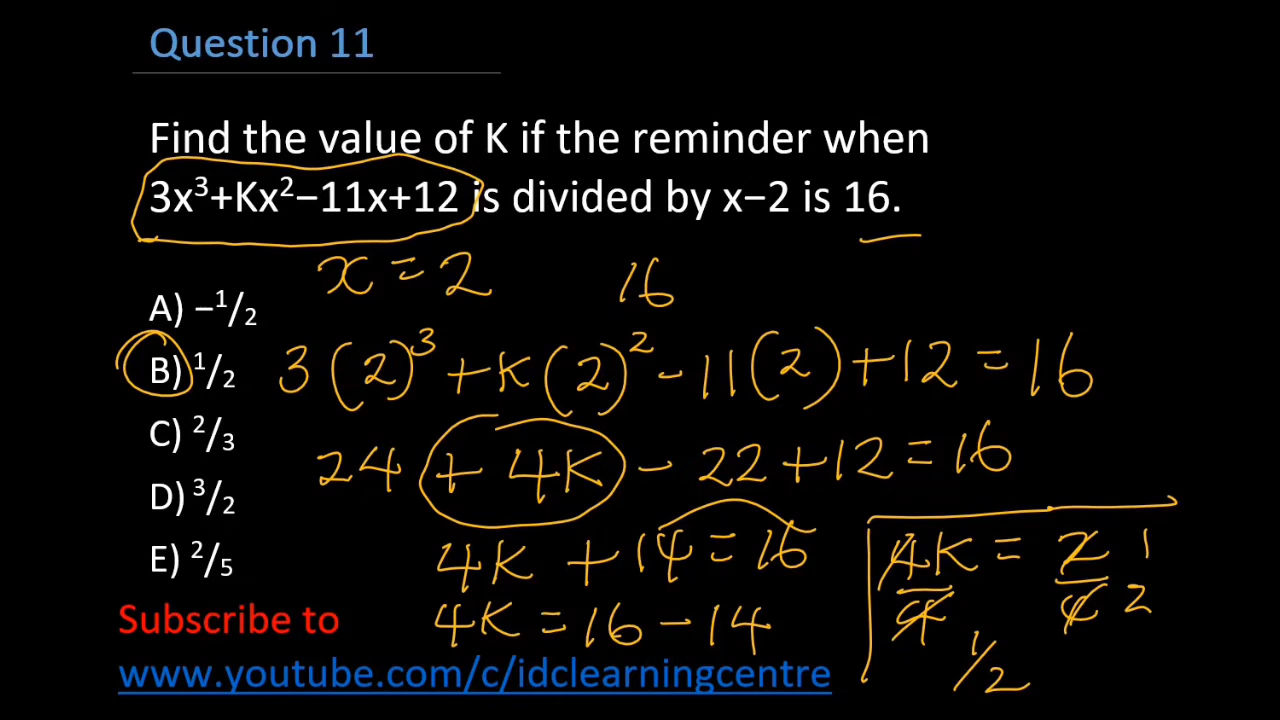 Question 11
Find the value of K if the reminder when
3x³+Kx²−11x+12 is divided by x−2 is 16.
x = 2 16
A) −¹/₂
B) ¹/₂ 3(2)³ + K(2)² - 11(2) + 12 = 16
C) ²/₃
24 + 4K - 22 + 12 = 16
D) ³/₂
E) ²/₅ 4K + 14 = 16 4K/4 = 2/4 1/2
Subscribe to 4K = 16 - 14
1/2
www.youtube.com/c/idclearningcentre